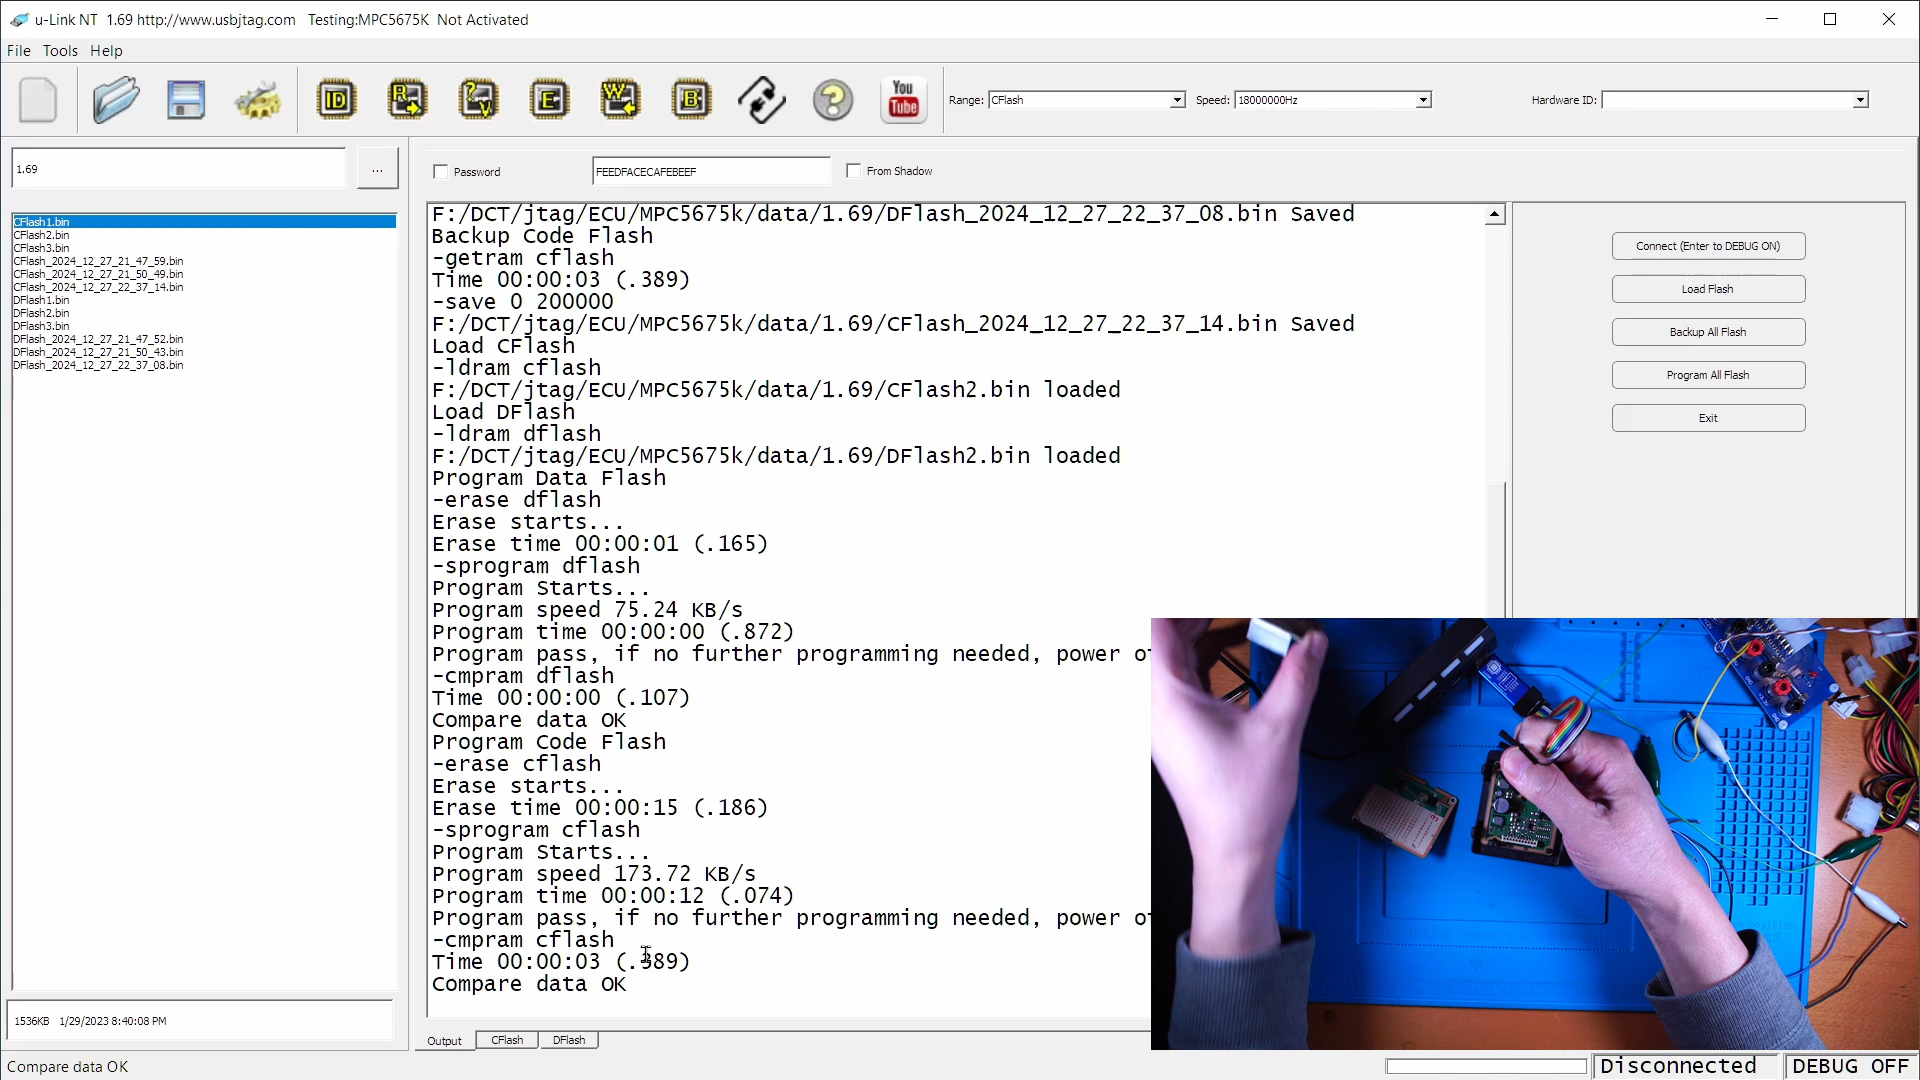 u-Link NT 1.69 http://www.usbjtag.com Testing:MPC5675K Not Activated
File Tools Help
ID
R
?
V
E
W
B
?
You
Tube
Range: CFlash
Speed: 18000000Hz
Hardware ID:
1.69
...
Password
FEEDFACECAFEBEEF
From Shadow
CFlash1.bin
CFlash2.bin
CFlash3.bin
CFlash_2024_12_27_21_47_59.bin
CFlash_2024_12_27_21_50_49.bin
CFlash_2024_12_27_22_37_14.bin
DFlash1.bin
DFlash2.bin
DFlash3.bin
DFlash_2024_12_27_21_47_52.bin
DFlash_2024_12_27_21_50_43.bin
DFlash_2024_12_27_22_37_08.bin
1536KB 1/29/2023 8:40:08 PM
F:/DCT/jtag/ECU/MPC5675k/data/1.69/DFlash_2024_12_27_22_37_08.bin Saved
Backup Code Flash
-getram cflash
Time 00:00:03 (.389)
-save 0 200000
F:/DCT/jtag/ECU/MPC5675k/data/1.69/CFlash_2024_12_27_22_37_14.bin Saved
Load CFlash
-ldram cflash
F:/DCT/jtag/ECU/MPC5675k/data/1.69/CFlash2.bin loaded
Load DFlash
-ldram dflash
F:/DCT/jtag/ECU/MPC5675k/data/1.69/DFlash2.bin loaded
Program Data Flash
-erase dflash
Erase starts...
Erase time 00:00:01 (.165)
-sprogram dflash
Program Starts...
Program speed 75.24 KB/s
Program time 00:00:00 (.872)
Program pass, if no further programming needed, power
-cmpram dflash
Time 00:00:00 (.107)
Compare data OK
Program Code Flash
-erase cflash
Erase starts...
Erase time 00:00:15 (.186)
-sprogram cflash
Program Starts...
Program speed 173.72 KB/s
Program time 00:00:12 (.074)
Program pass, if no further programming needed, power
-cmpram cflash
Time 00:00:03 (.389)
Compare data OK
Output CFlash DFlash
Connect (Enter to DEBUG ON)
Load Flash
Backup All Flash
Program All Flash
Exit
Compare data OK
Disconnected
DEBUG OFF